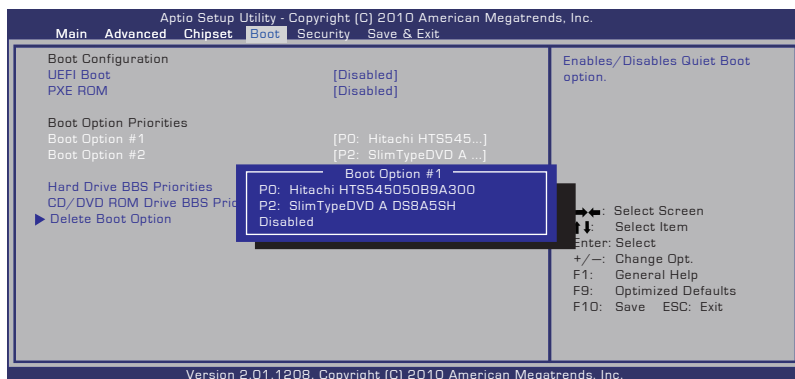 Aptio Setup Utility - Copyright (C) 2010 American Megatrends, Inc.
Main Advanced Chipset Boot Security Save & Exit
Boot Configuration
UEFI Boot [Disabled]
PXE ROM [Disabled]
Boot Option Priorities
Boot Option #1 [P0: Hitachi HTS545...]
Boot Option #2 [P2: SlimTypeDVD A ...]
Hard Drive BBS Priorities
CD/DVD ROM Drive BBS Prio
Delete Boot Option
Boot Option #1
P0: Hitachi HTS545050B9A300
P2: SlimTypeDVD A DS8A5SH
Disabled
Enables/Disables Quiet Boot
option.
→←: Select Screen
↑↓: Select Item
Enter: Select
+/—: Change Opt.
F1: General Help
F9: Optimized Defaults
F10: Save ESC: Exit
Version 2.01.1208. Copyright (C) 2010 American Megatrends, Inc.